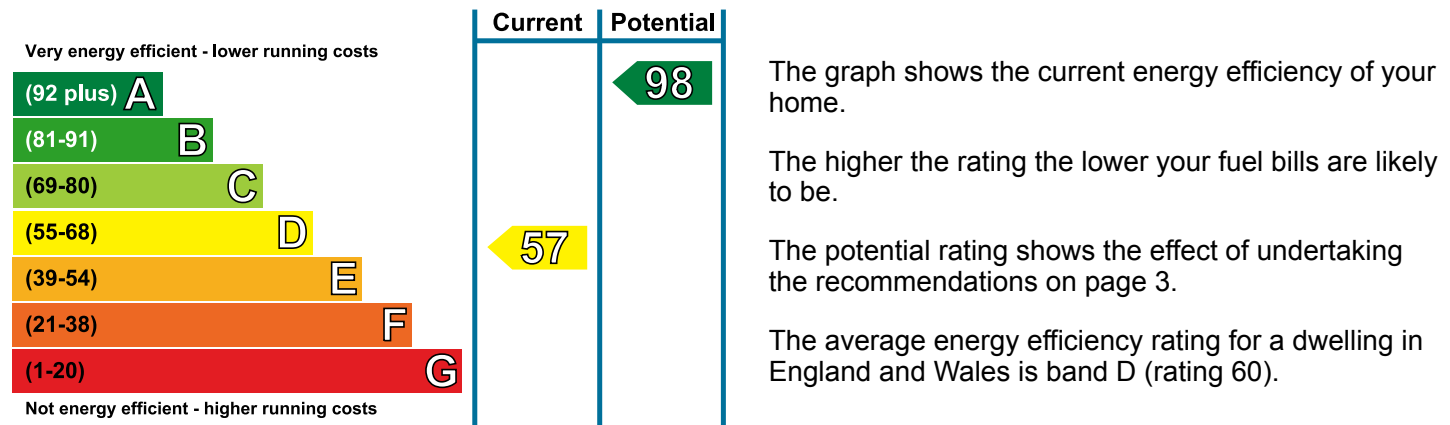 Current Potential
Very energy efficient - lower running costs
(92 plus) A
98
(81-91) B
(69-80) C
(55-68) D
57
(39-54) E
(21-38) F
(1-20) G
Not energy efficient - higher running costs
The graph shows the current energy efficiency of your
home.
The higher the rating the lower your fuel bills are likely
to be.
The potential rating shows the effect of undertaking
the recommendations on page 3.
The average energy efficiency rating for a dwelling in
England and Wales is band D (rating 60).